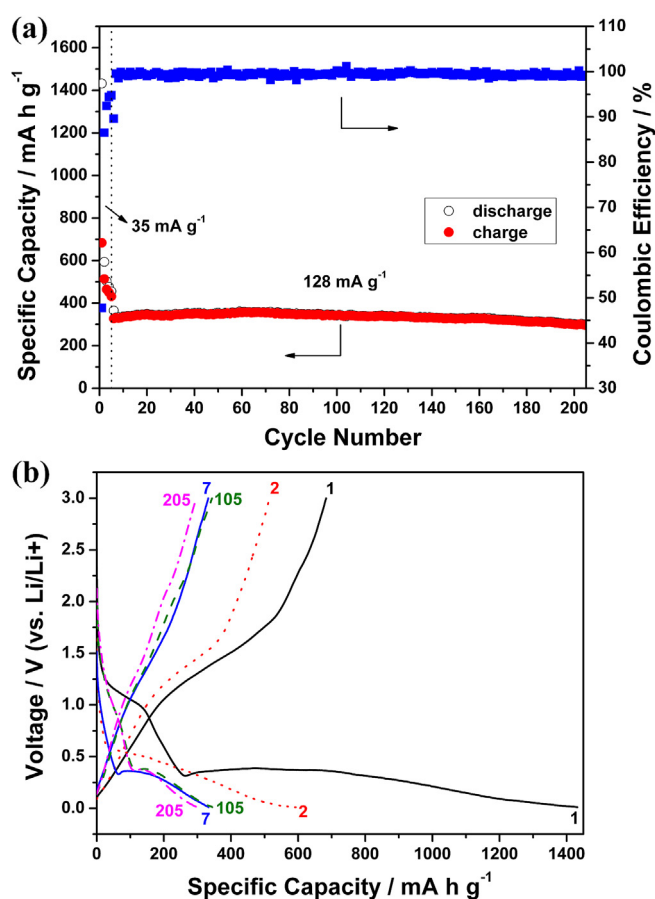 (a)
1600
1400
1200
1000
800
600
400
200
0
Specific Capacity / mA h g-1
110
100
90
80
70
60
50
40
30
Coulombic Efficiency / %
35 mA g-1
discharge
charge
128 mA g-1
0 20 40 60 80 100 120 140 160 180 200
Cycle Number
(b)
3.0
2.5
2.0
1.5
1.0
0.5
0.0
Voltage / V (vs. Li/Li+)
205 7 105 2 1
205 7 105 2 1
0 200 400 600 800 1000 1200 1400
Specific Capacity / mA h g-1